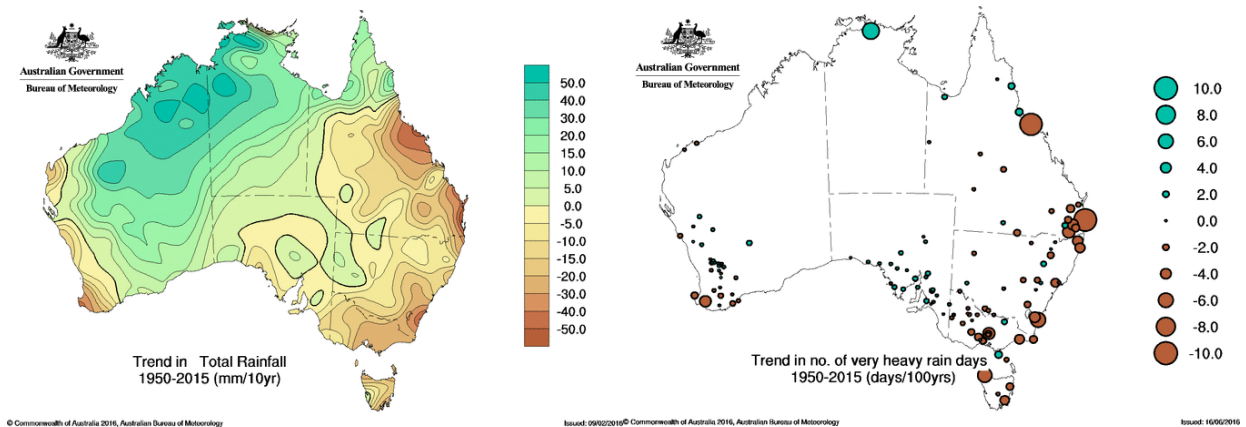 Australian Government
Bureau of Meteorology
50.0
40.0
30.0
20.0
15.0
10.0
5.0
0.0
-5.0
-10.0
-15.0
-20.0
-30.0
-40.0
-50.0
Trend in Total Rainfall
1950-2015 (mm/10yr)
© Commonwealth of Australia 2016, Australian Bureau of Meteorology
Issued: 09/02/2016
Australian Government
Bureau of Meteorology
10.0
8.0
6.0
4.0
2.0
0.0
-2.0
-4.0
-6.0
-8.0
-10.0
Trend in no. of very heavy rain days
1950-2015 (days/100yrs)
© Commonwealth of Australia 2016, Australian Bureau of Meteorology
Issued: 16/06/2016